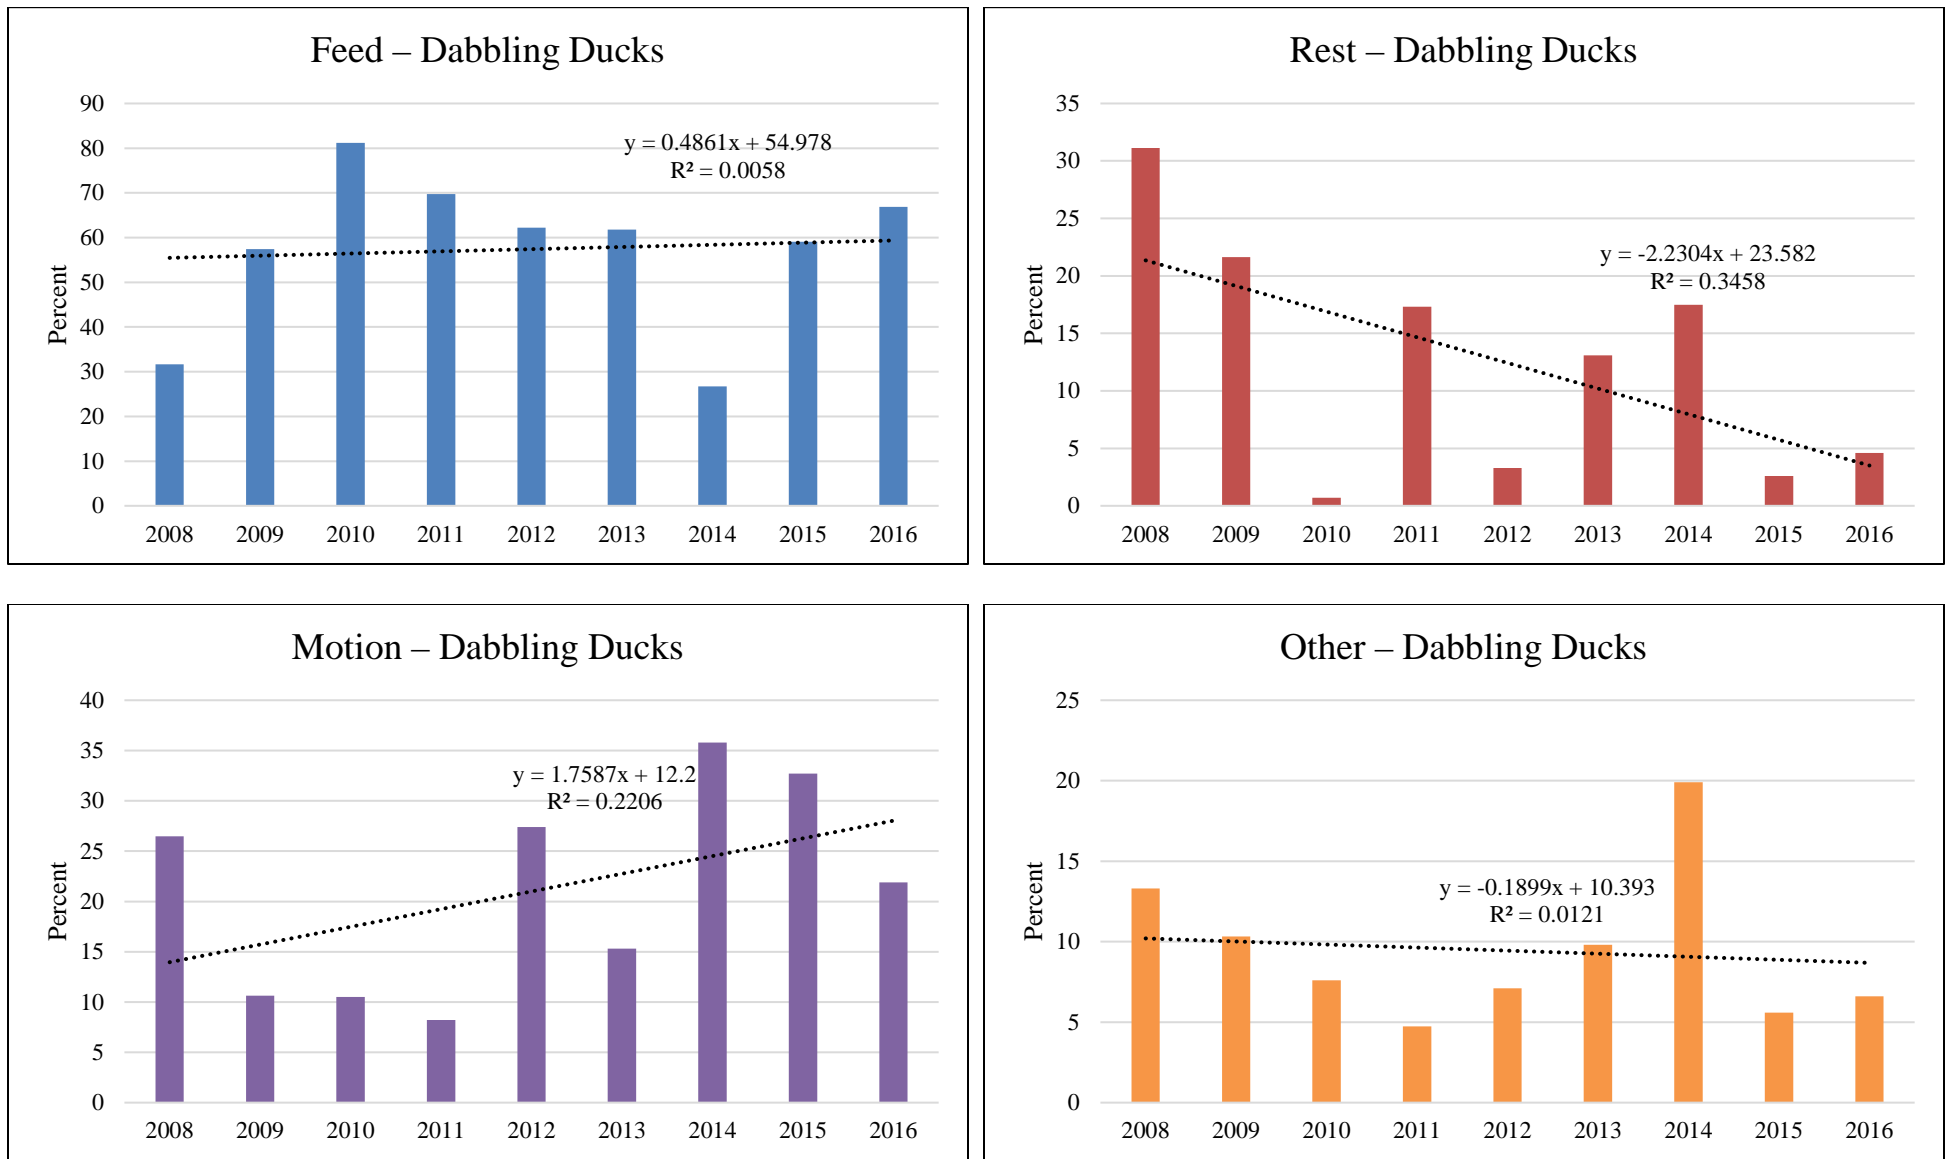 Feed – Dabbling Ducks
90
80
70
60
50
40
30
20
10
0
Percent
y = 0.4861x + 54.978
R² = 0.0058
2008 2009 2010 2011 2012 2013 2014 2015 2016
Rest – Dabbling Ducks
35
30
25
20
15
10
5
0
Percent
y = -2.2304x + 23.582
R² = 0.3458
2008 2009 2010 2011 2012 2013 2014 2015 2016
Motion – Dabbling Ducks
40
35
30
25
20
15
10
5
0
Percent
y = 1.7587x + 12.2
R² = 0.2206
2008 2009 2010 2011 2012 2013 2014 2015 2016
Other – Dabbling Ducks
25
20
15
10
5
0
Percent
y = -0.1899x + 10.393
R² = 0.0121
2008 2009 2010 2011 2012 2013 2014 2015 2016